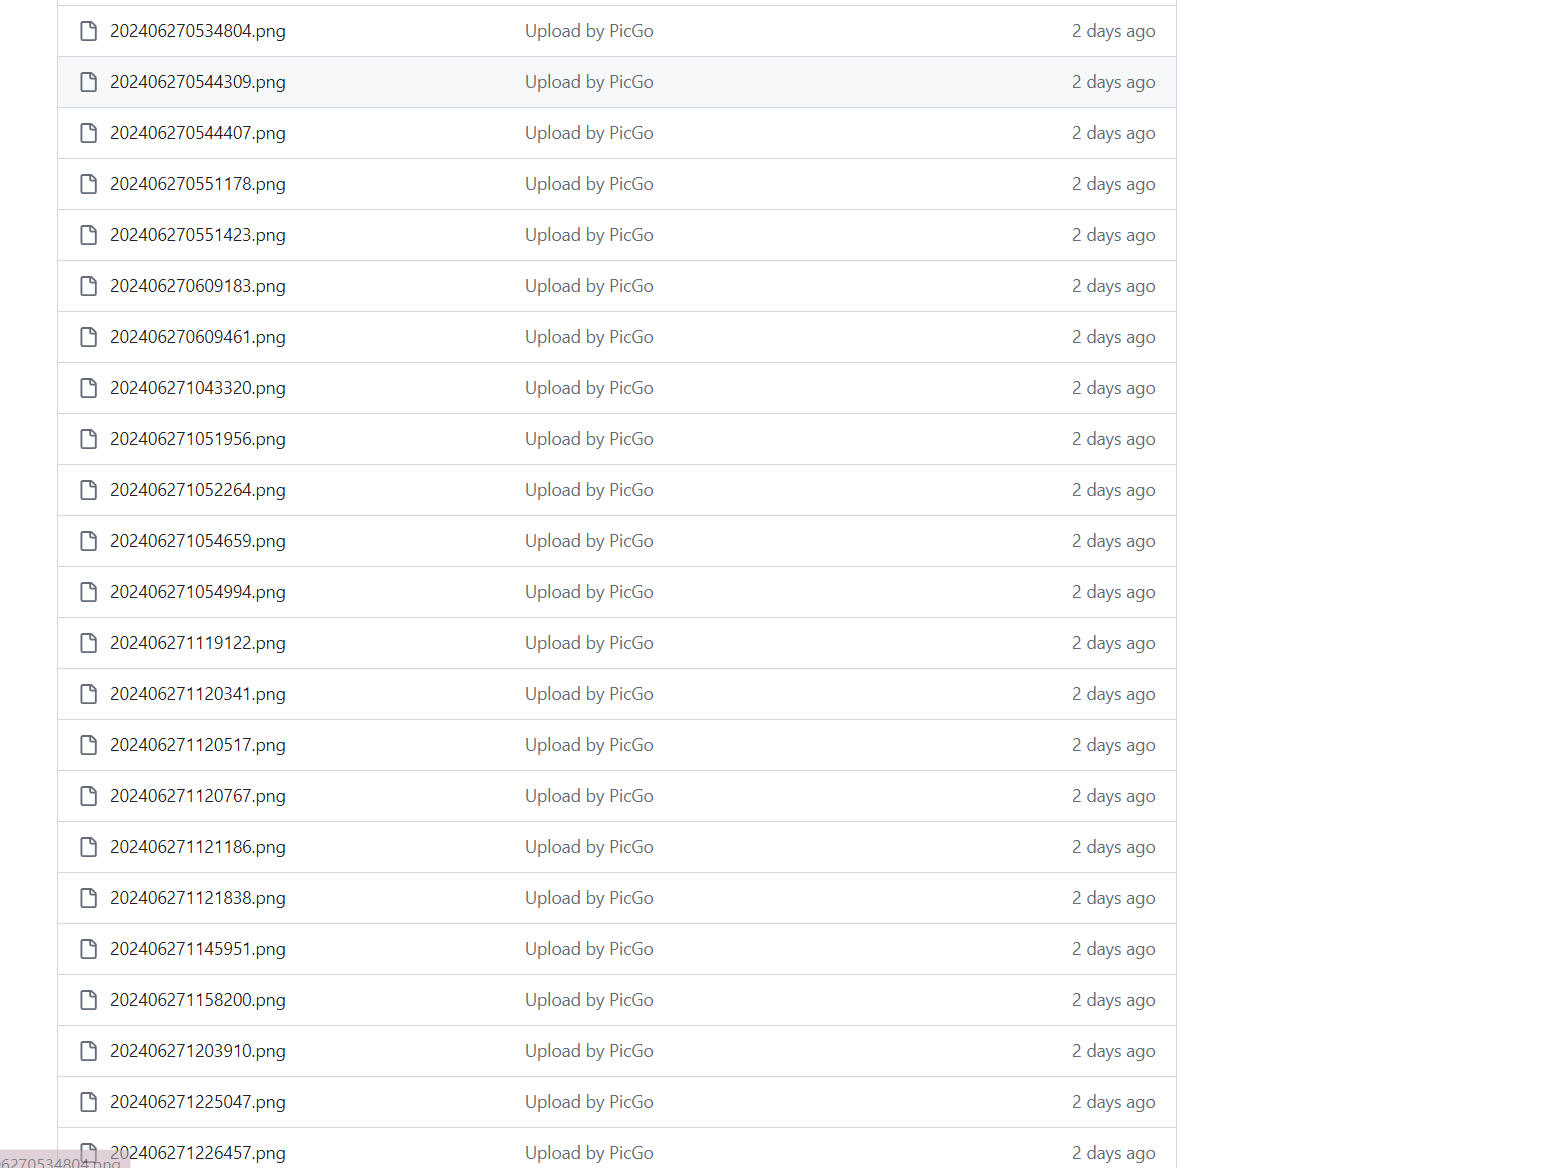 202406270534804.png Upload by PicGo 2 days ago
202406270544309.png Upload by PicGo 2 days ago
202406270544407.png Upload by PicGo 2 days ago
202406270551178.png Upload by PicGo 2 days ago
202406270551423.png Upload by PicGo 2 days ago
202406270609183.png Upload by PicGo 2 days ago
202406270609461.png Upload by PicGo 2 days ago
202406271043320.png Upload by PicGo 2 days ago
202406271051956.png Upload by PicGo 2 days ago
202406271052264.png Upload by PicGo 2 days ago
202406271054659.png Upload by PicGo 2 days ago
202406271054994.png Upload by PicGo 2 days ago
202406271119122.png Upload by PicGo 2 days ago
202406271120341.png Upload by PicGo 2 days ago
202406271120517.png Upload by PicGo 2 days ago
202406271120767.png Upload by PicGo 2 days ago
202406271121186.png Upload by PicGo 2 days ago
202406271121838.png Upload by PicGo 2 days ago
202406271145951.png Upload by PicGo 2 days ago
202406271158200.png Upload by PicGo 2 days ago
202406271203910.png Upload by PicGo 2 days ago
202406271225047.png Upload by PicGo 2 days ago
202406271226457.png Upload by PicGo 2 days ago
6270534804.png